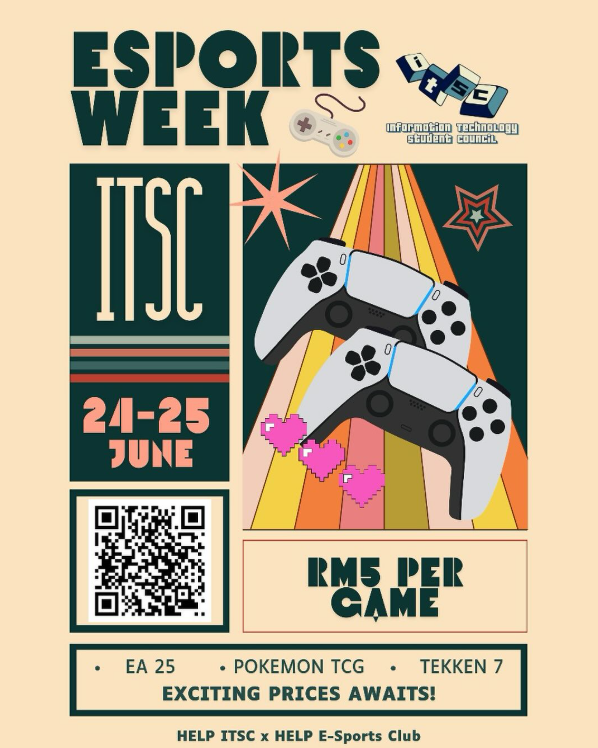 ESPORTS
WEEK
itsc
Information Technology
Student Council
ITSC
24-25
JUNE
RM5 PER
GAME
• EA 25 • POKEMON TCG • TEKKEN 7
EXCITING PRICES AWAITS!
HELP ITSC x HELP E-Sports Club